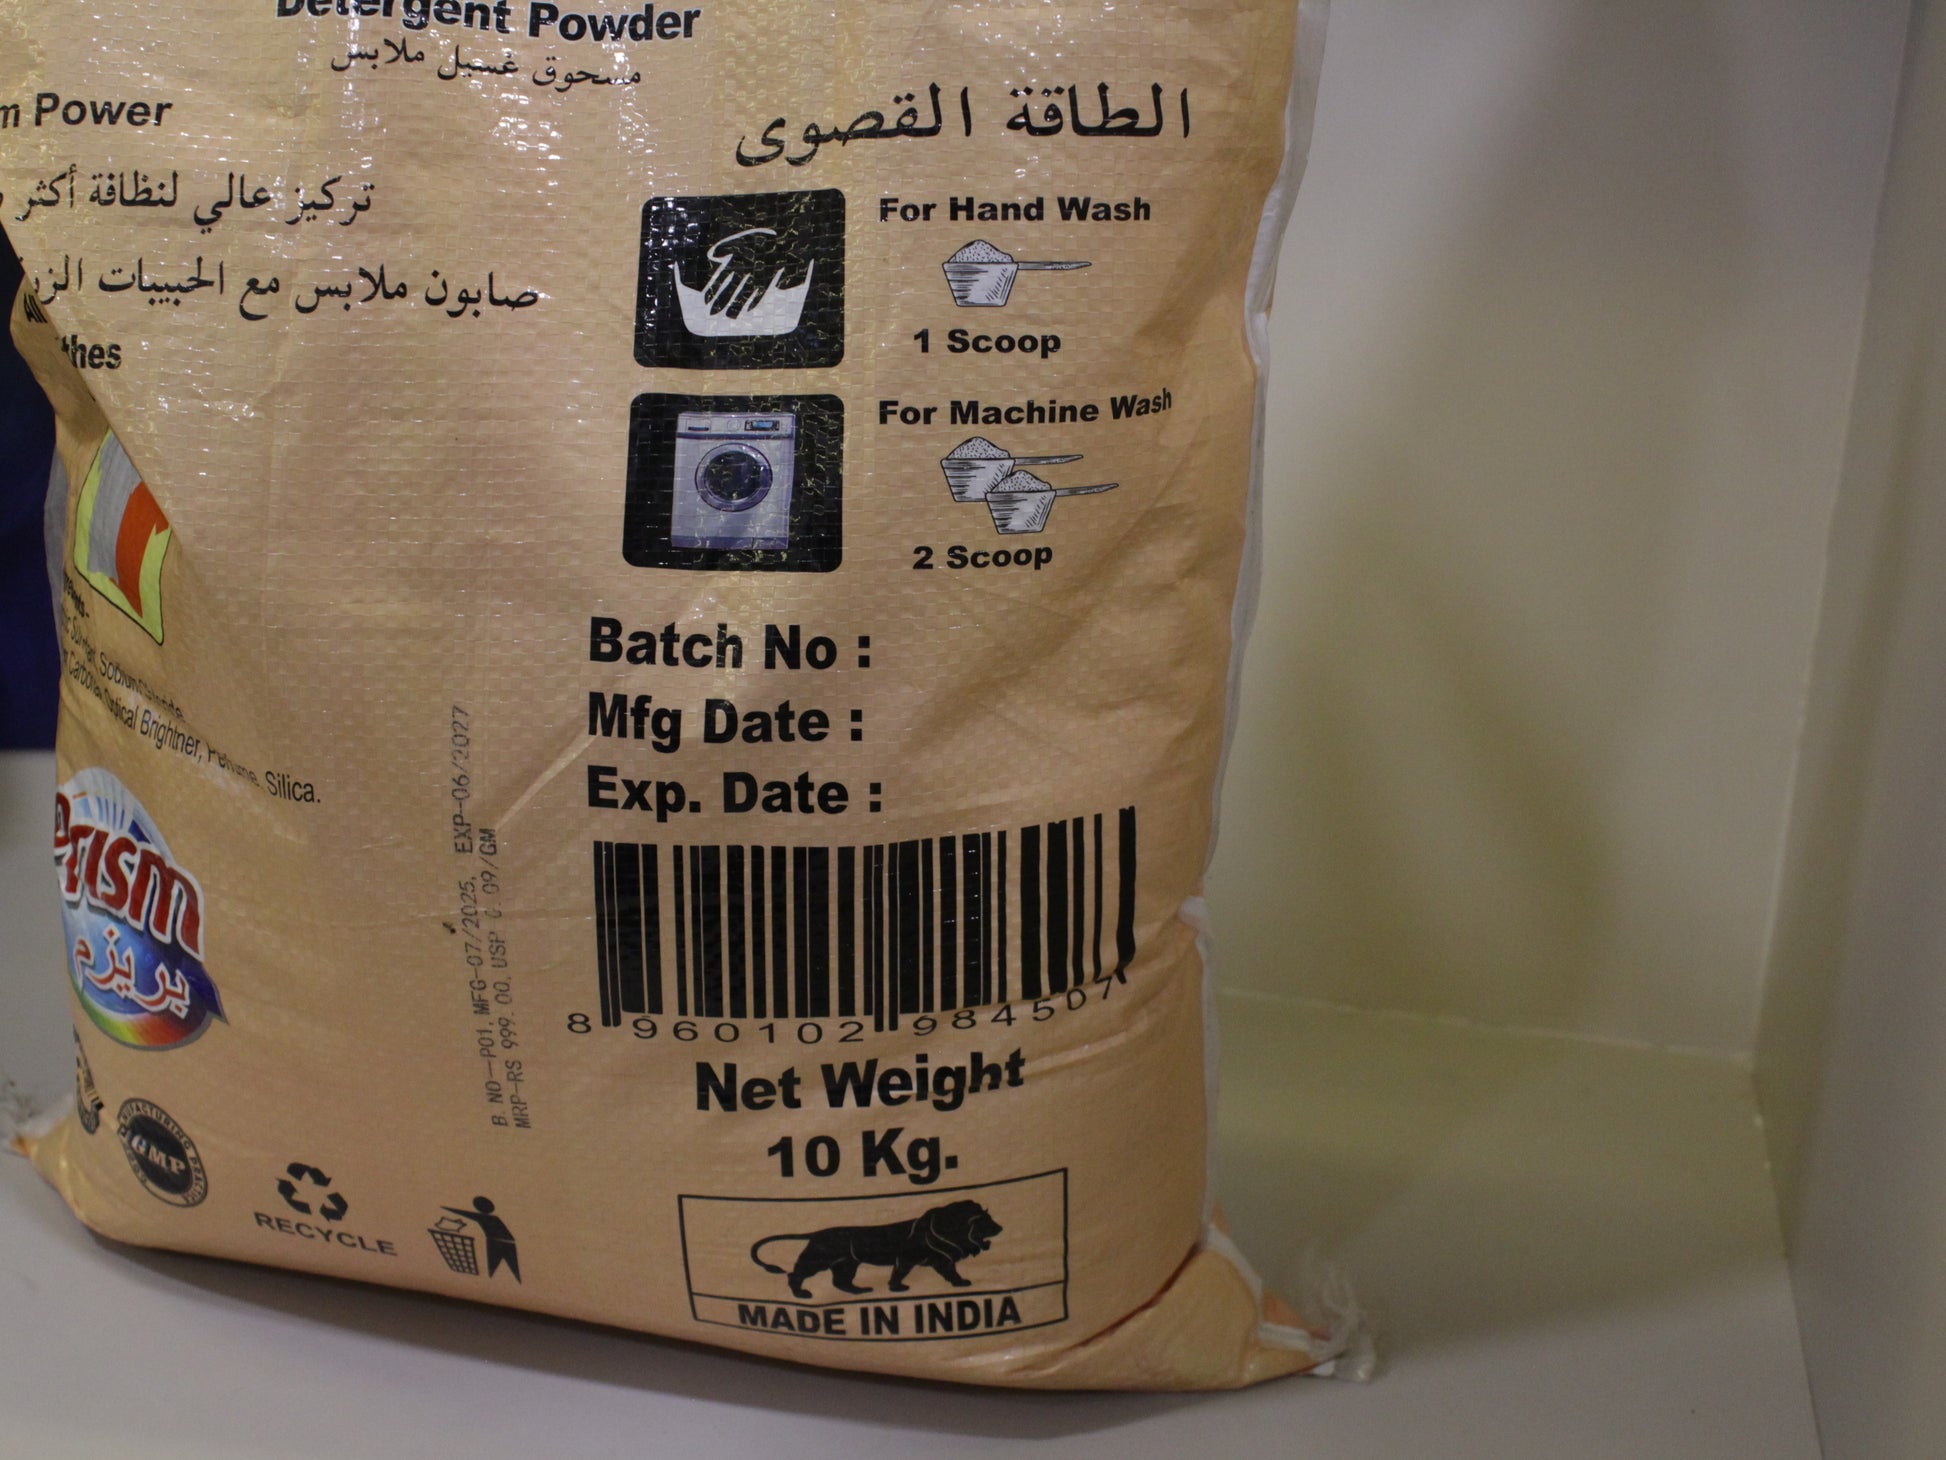 Detergent Powder
مسحوق غسيل ملابس
Power
الطاقة القصوى
تركيز عالي لنظافة أكثر
صابون ملابس مع الحبيبات
For Hand Wash
1 Scoop
For Machine Wash
2 Scoop
Batch No :
Mfg Date :
Exp. Date :
Optical Brightner, Perfume, Silica.
B. NO-P01, MFG-07/2025, EXP-06/2027
MRP-RS 999.00, USP 0.09/GM
Prism
بريزم
8 960102 984507
Net Weight
10 Kg.
GMP
RECYCLE
MADE IN INDIA